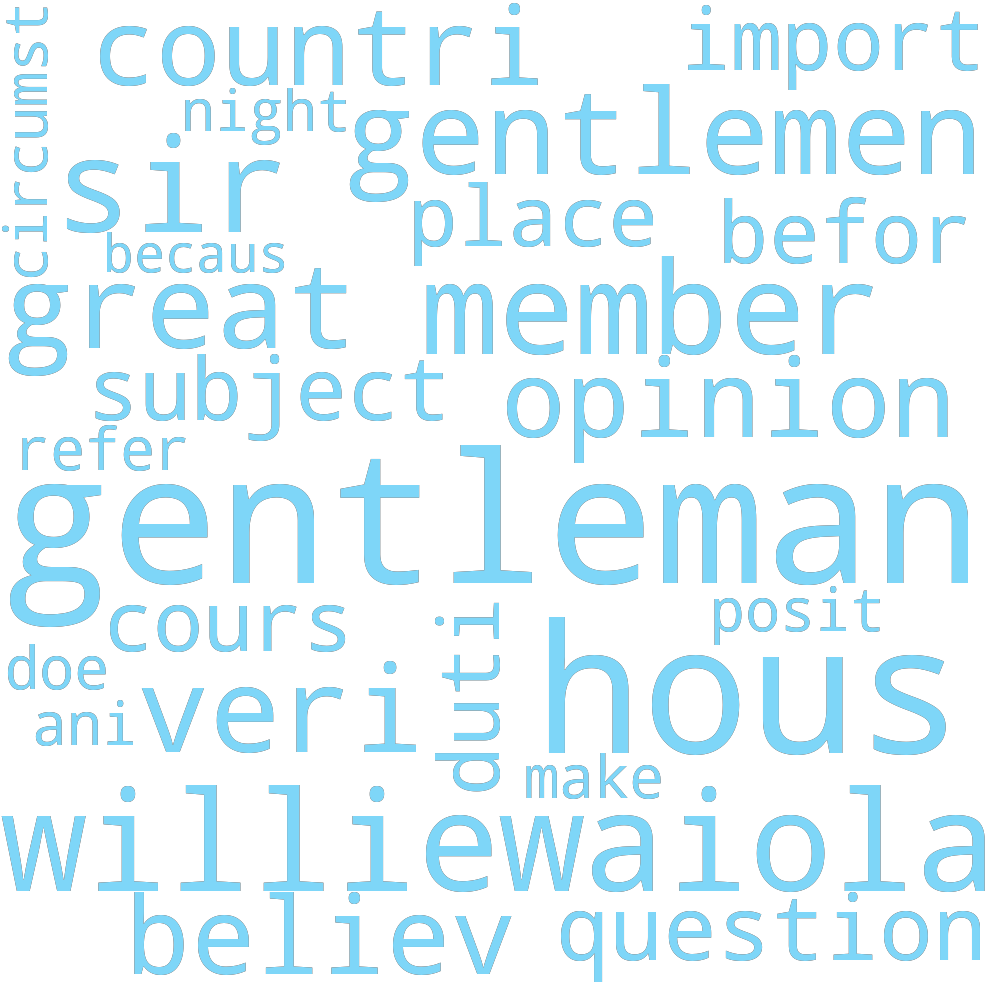 circumst
countri
import
night
gentlemen
sir
place
befor
becaus
great
member
subject
opinion
refer
gentleman
cours
posit
duti
hous
doe
veri
ani
make
williewaiola
believ
question